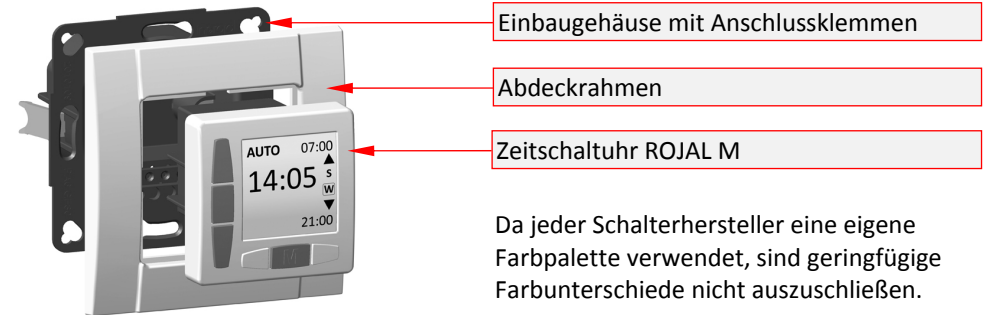 Einbaugehäuse mit Anschlussklemmen
Abdeckrahmen
Zeitschaltuhr ROJAL M
AUTO 07:00
14:05
S
W
21:00
M
Da jeder Schalterhersteller eine eigene
Farbpalette verwendet, sind geringfügige
Farbunterschiede nicht auszuschließen.